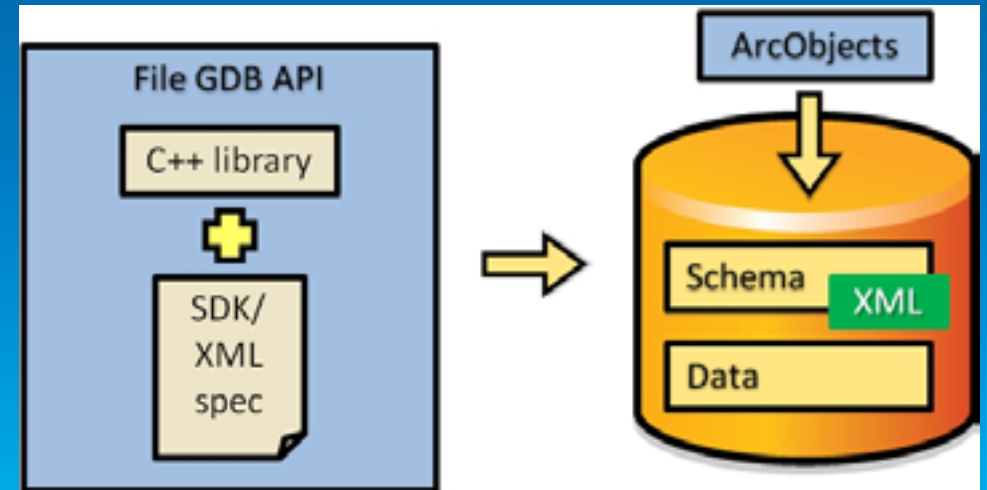 File GDB API
C++ library
SDK/
XML
spec
ArcObjects
Schema
XML
Data